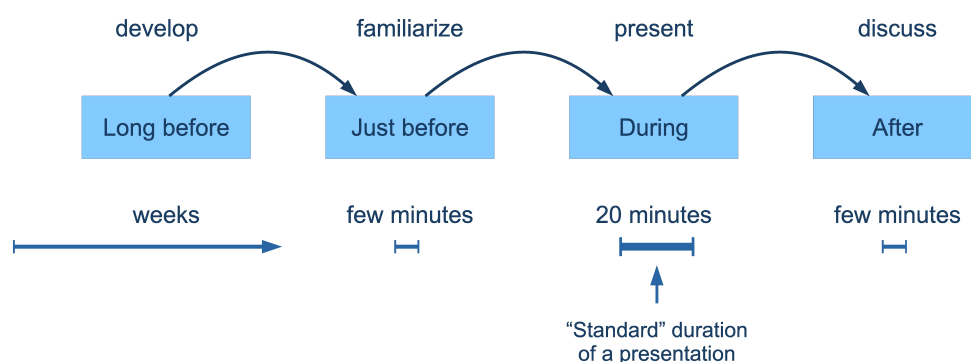 develop
familiarize
present
discuss
Long before
Just before
During
After
weeks
few minutes
20 minutes
few minutes
“Standard” duration
of a presentation